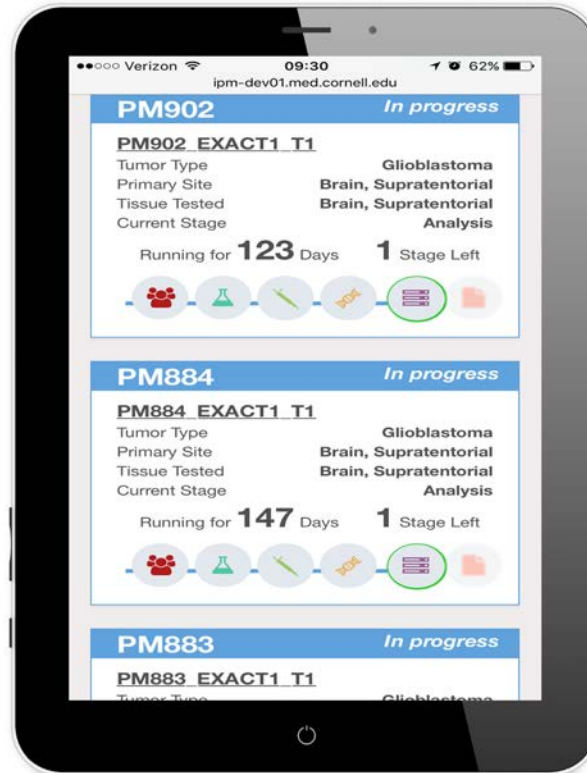 ●●○○○ Verizon 09:30 62%
ipm-dev01.med.cornell.edu
PM902 In progress
PM902_EXACT1_T1
Tumor Type Glioblastoma
Primary Site Brain, Supratentorial
Tissue Tested Brain, Supratentorial
Current Stage Analysis
Running for 123 Days 1 Stage Left
PM884 In progress
PM884_EXACT1_T1
Tumor Type Glioblastoma
Primary Site Brain, Supratentorial
Tissue Tested Brain, Supratentorial
Current Stage Analysis
Running for 147 Days 1 Stage Left
PM883 In progress
PM883_EXACT1_T1
Tumor Type Glioblastoma